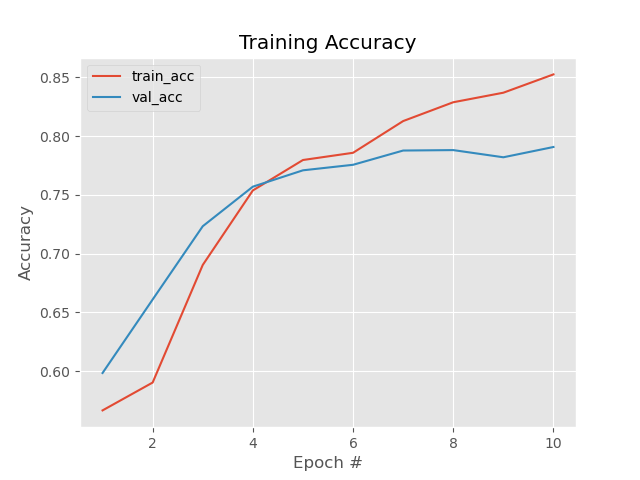 Training Accuracy
train_acc
val_acc
0.85
0.80
0.75
0.70
0.65
0.60
Accuracy
2 4 6 8 10
Epoch #